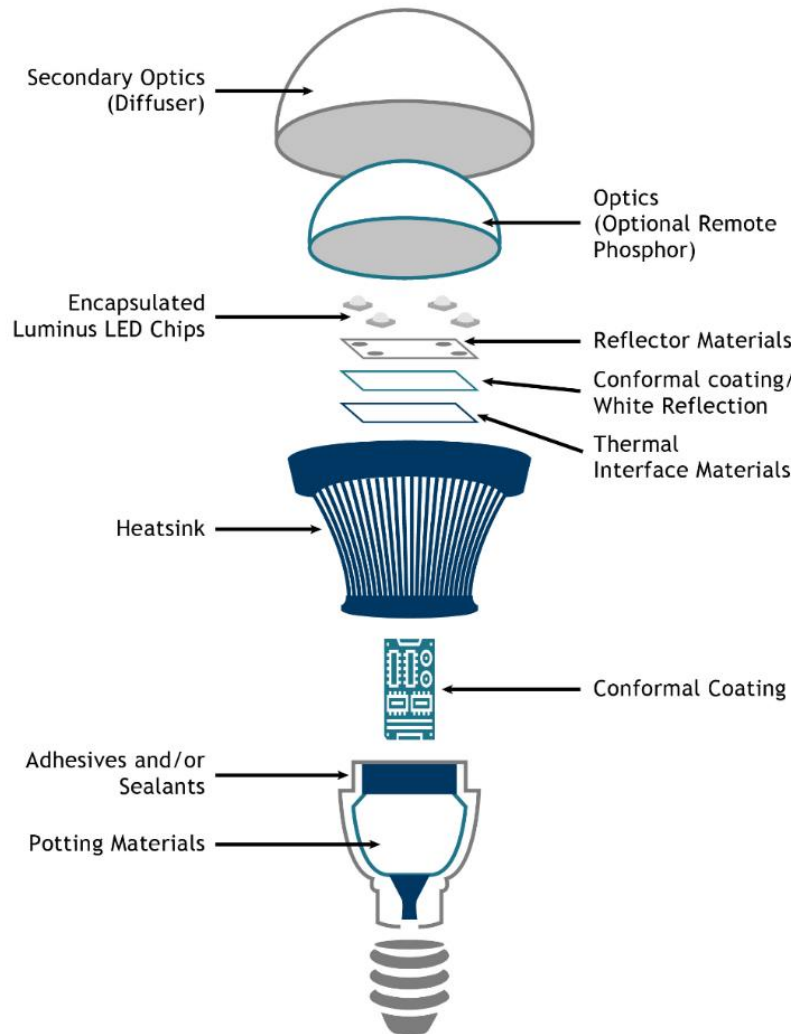 Secondary Optics
(Diffuser)
Optics
(Optional Remote
Phosphor)
Encapsulated
Luminus LED Chips
Reflector Materials
Conformal coating/
White Reflection
Thermal
Interface Materials
Heatsink
Conformal Coating
Adhesives and/or
Sealants
Potting Materials